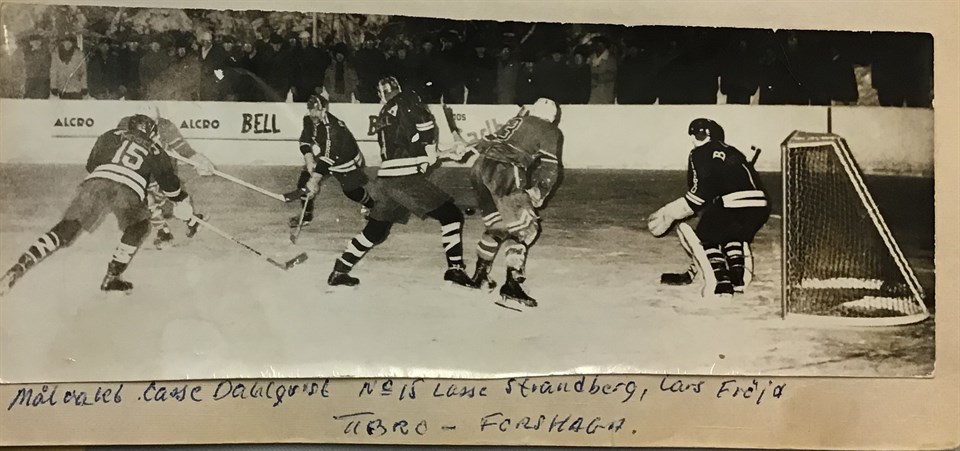 ALCRO ALCRO BELL
15
Målvakt Lasse Dahlqvist No 15 Lasse Strandberg, Lars Fröjd
TIBRO - FORSHAGA.